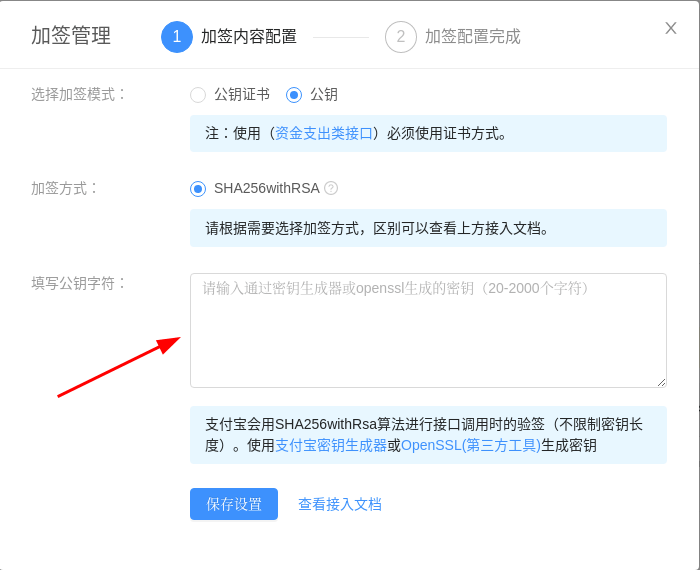 加签管理
1 加签内容配置
2 加签配置完成
X
选择加签模式：
公钥证书 公钥
注：使用（资金支出类接口）必须使用证书方式。
加签方式：
SHA256withRSA ?
请根据需要选择加签方式，区别可以查看上方接入文档。
填写公钥字符：
请输入通过密钥生成器或openssl生成的密钥（20-2000个字符）
支付宝会用SHA256withRsa算法进行接口调用时的验签（不限制密钥长
度）。使用支付宝密钥生成器或OpenSSL(第三方工具)生成密钥
保存设置 查看接入文档